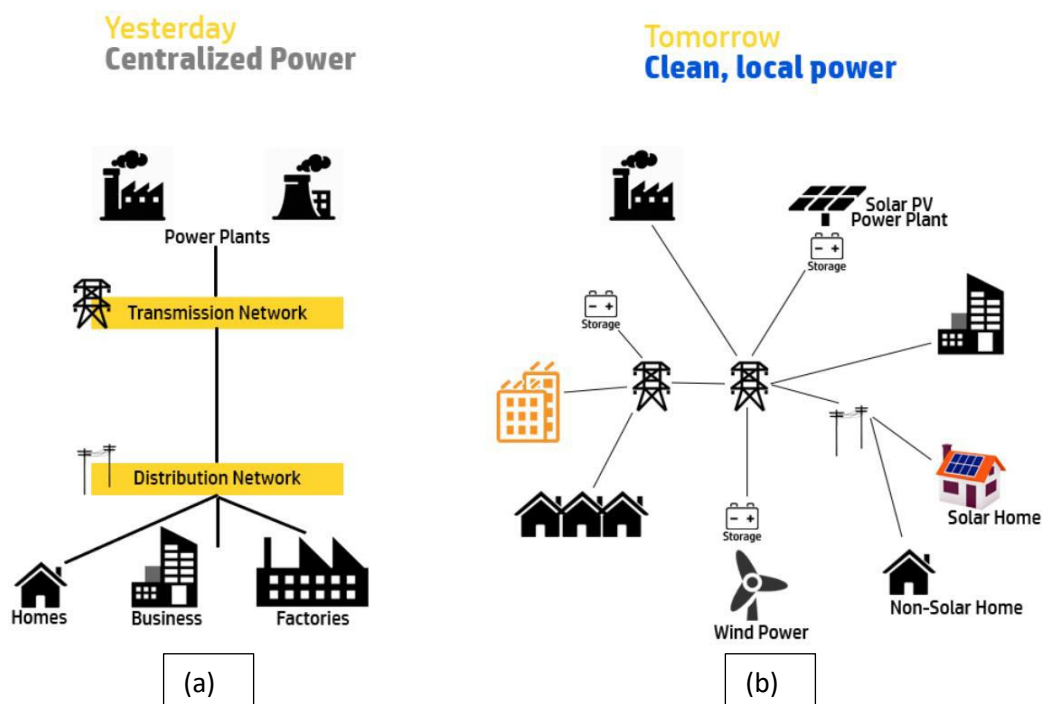 Yesterday
Centralized Power
Power Plants
Transmission Network
Distribution Network
Homes
Business
Factories
(a)
Tomorrow
Clean, local power
Solar PV
Power Plant
Storage
Storage
Storage
Wind Power
Solar Home
Non-Solar Home
(b)